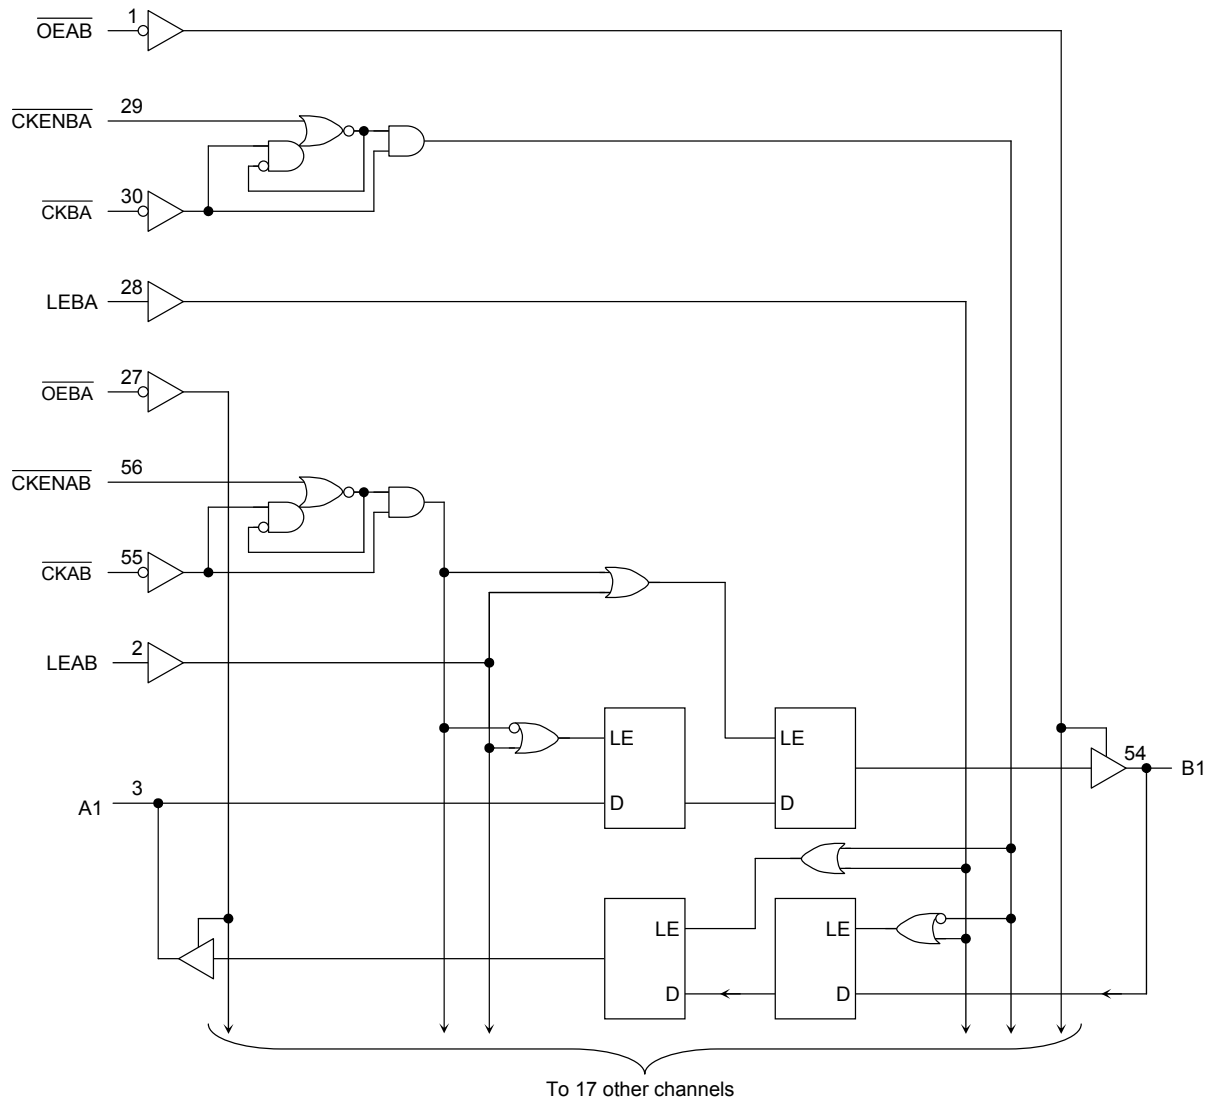 1
OEAB
29
CKENBA
30
CKBA
28
LEBA
27
OEBA
56
CKENAB
55
CKAB
2
LEAB
LE
LE
54
B1
3
A1
D
D
LE
LE
D
D
To 17 other channels